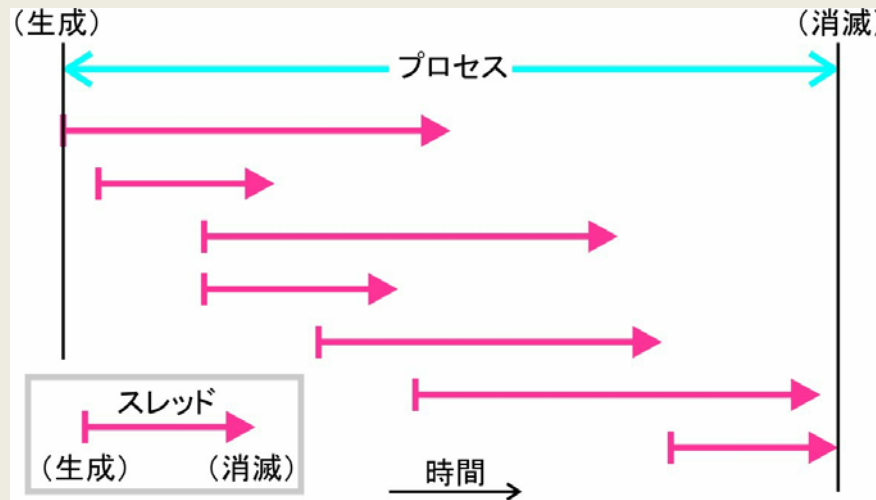 (生成)
(消滅)
プロセス
スレッド
(生成)
(消滅)
時間